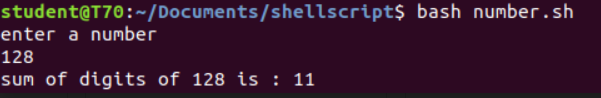 student@T70:~/Documents/shellscript$ bash number.sh
enter a number
128
sum of digits of 128 is : 11